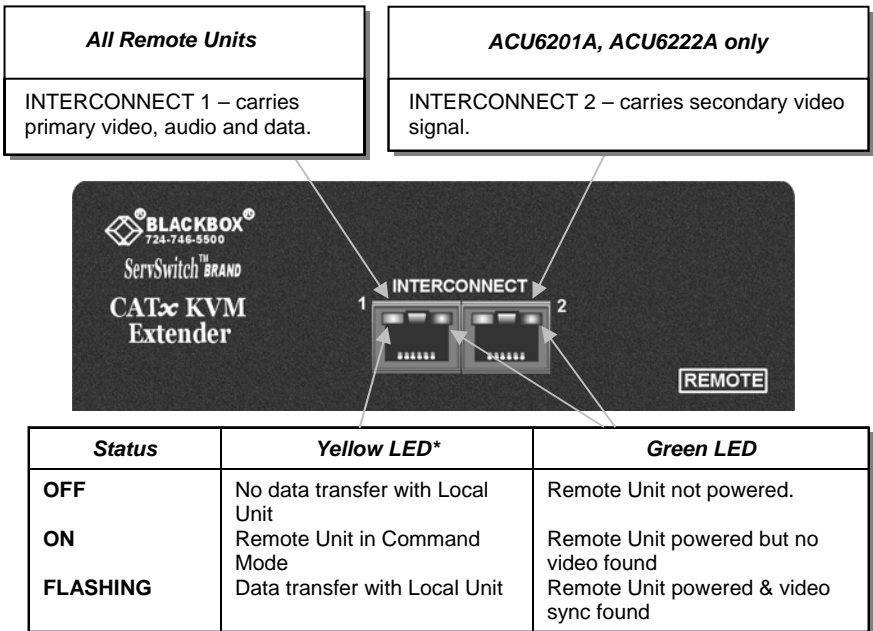 All Remote Units
INTERCONNECT 1 – carries
primary video, audio and data.
ACU6201A, ACU6222A only
INTERCONNECT 2 – carries secondary video
signal.
BLACKBOX®
724-746-5500
ServSwitch™ BRAND
CATx KVM
Extender
INTERCONNECT
1
2
REMOTE
Status
Yellow LED*
Green LED
OFF
No data transfer with Local
Unit
Remote Unit not powered.
ON
Remote Unit in Command
Mode
Remote Unit powered but no
video found
FLASHING
Data transfer with Local Unit
Remote Unit powered & video
sync found